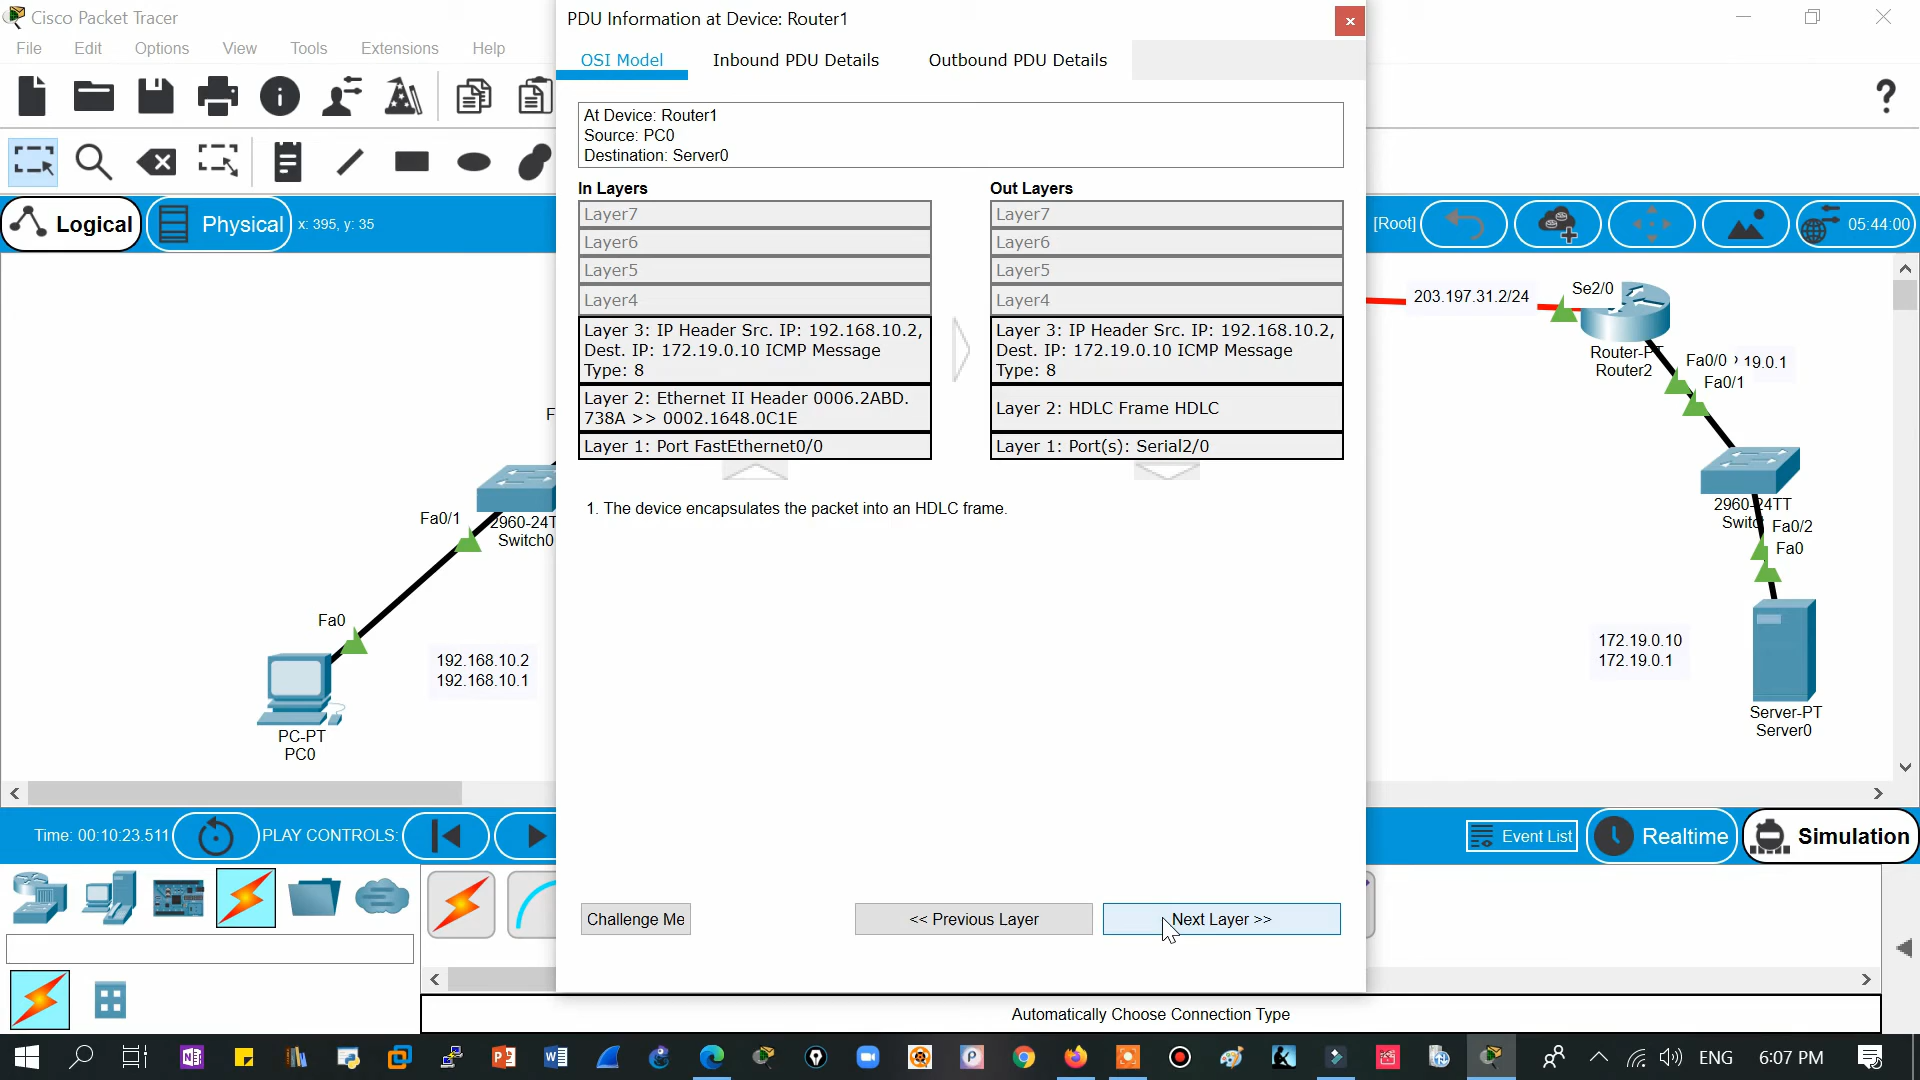 Cisco Packet Tracer
File Edit Options View Tools Extensions Help
PDU Information at Device: Router1
OSI Model Inbound PDU Details Outbound PDU Details
At Device: Router1
Source: PC0
Destination: Server0
In Layers
Layer7
Layer6
Layer5
Layer4
Layer 3: IP Header Src. IP: 192.168.10.2,
Dest. IP: 172.19.0.10 ICMP Message
Type: 8
Layer 2: Ethernet II Header 0006.2ABD.
738A >> 0002.1648.0C1E
Layer 1: Port FastEthernet0/0
Out Layers
Layer7
Layer6
Layer5
Layer4
Layer 3: IP Header Src. IP: 192.168.10.2,
Dest. IP: 172.19.0.10 ICMP Message
Type: 8
Layer 2: HDLC Frame HDLC
Layer 1: Port(s): Serial2/0
1. The device encapsulates the packet into an HDLC frame.
Challenge Me
<< Previous Layer
Next Layer >>
Logical
Physical
x: 395, y: 35
[Root]
05:44:00
F
Fa0/1
2960-24T
Switch0
Fa0
192.168.10.2
192.168.10.1
PC-PT
PC0
203.197.31.2/24
Se2/0
Router-PT
Router2
Fa0/0
19.0.1
Fa0/1
2960-24TT
Fa0/2
Fa0
172.19.0.10
172.19.0.1
Server-PT
Server0
Time: 00:10:23.511
PLAY CONTROLS:
Event List
Realtime
Simulation
Automatically Choose Connection Type
ENG
6:07 PM